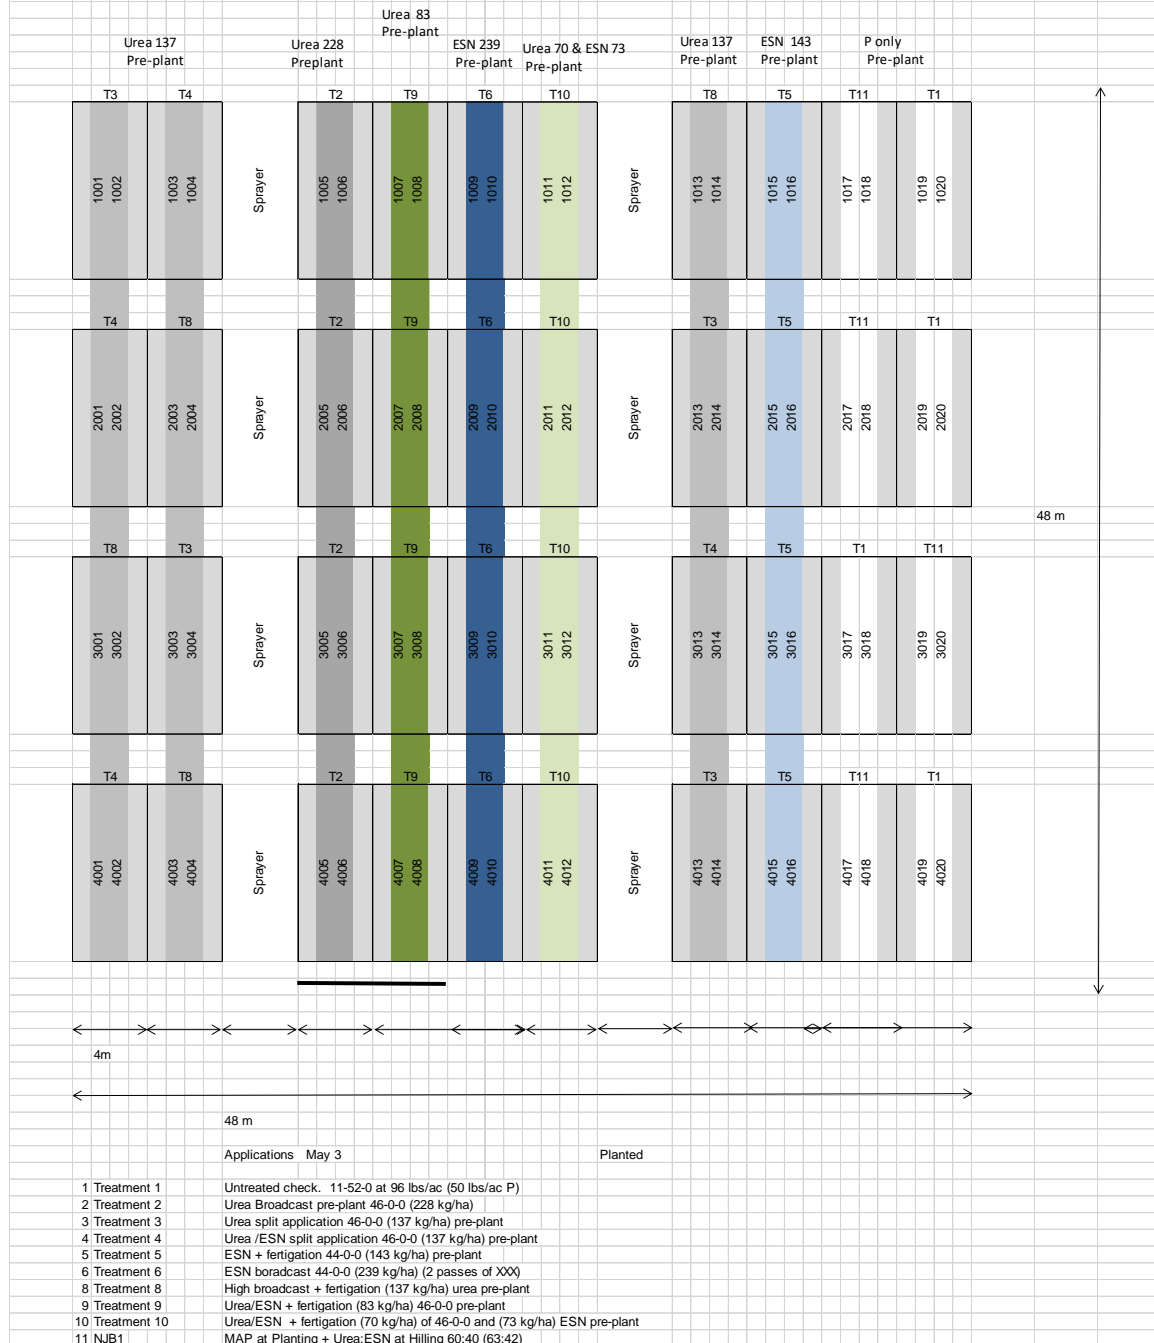 Urea 83
Pre-plant
Urea 137
Pre-plant
Urea 228
Preplant
ESN 239
Pre-plant
Urea 70 & ESN 73
Pre-plant
Urea 137
Pre-plant
ESN 143
Pre-plant
P only
Pre-plant
T3 T4 T2 T9 T6 T10 T8 T5 T11 T1
1001 1003 Sprayer 1005 1007 1009 1011 Sprayer 1013 1015 1017 1019
1002 1004 1006 1008 1010 1012 1014 1016 1018 1020
T4 T8 T2 T9 T6 T10 T3 T5 T11 T1
2001 2003 Sprayer 2005 2007 2009 2011 Sprayer 2013 2015 2017 2019
2002 2004 2006 2008 2010 2012 2014 2016 2018 2020
48 m
T8 T3 T2 T9 T6 T10 T4 T5 T1 T11
3001 3003 Sprayer 3005 3007 3009 3011 Sprayer 3013 3015 3017 3019
3002 3004 3006 3008 3010 3012 3014 3016 3018 3020
T4 T8 T2 T9 T6 T10 T3 T5 T11 T1
4001 4003 Sprayer 4005 4007 4009 4011 Sprayer 4013 4015 4017 4019
4002 4004 4006 4008 4010 4012 4014 4016 4018 4020
4m
48 m
Applications May 3 Planted
1 Treatment 1 Untreated check. 11-52-0 at 96 lbs/ac (50 lbs/ac P)
2 Treatment 2 Urea Broadcast pre-plant 46-0-0 (228 kg/ha)
3 Treatment 3 Urea split application 46-0-0 (137 kg/ha) pre-plant
4 Treatment 4 Urea /ESN split application 46-0-0 (137 kg/ha) pre-plant
5 Treatment 5 ESN + fertigation 44-0-0 (143 kg/ha) pre-plant
6 Treatment 6 ESN boradcast 44-0-0 (239 kg/ha) (2 passes of XXX)
8 Treatment 8 High broadcast + fertigation (137 kg/ha) urea pre-plant
9 Treatment 9 Urea/ESN + fertigation (83 kg/ha) 46-0-0 pre-plant
10 Treatment 10 Urea/ESN + fertigation (70 kg/ha) of 46-0-0 and (73 kg/ha) ESN pre-plant
11 NJB1 MAP at Planting + Urea:ESN at Hilling 60:40 (63:42)